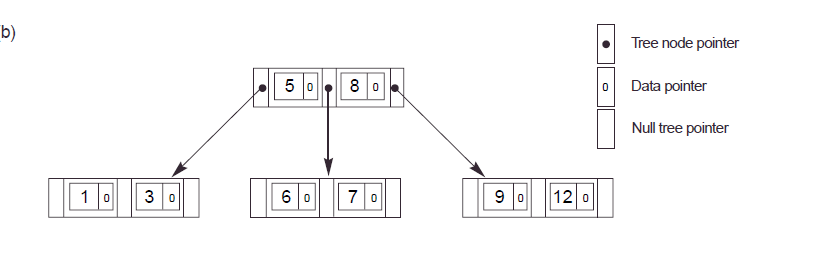 b)
Tree node pointer
5 0 8 0
0 Data pointer
Null tree pointer
1 0 3 0
6 0 7 0
9 0 12 0